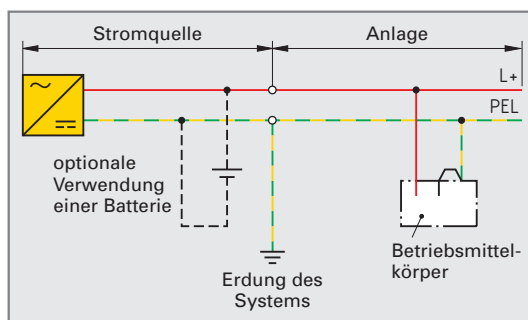 Stromquelle
Anlage
L+
PEL
optionale
Verwendung
einer Batterie
Betriebsmittel-
körper
Erdung des
Systems